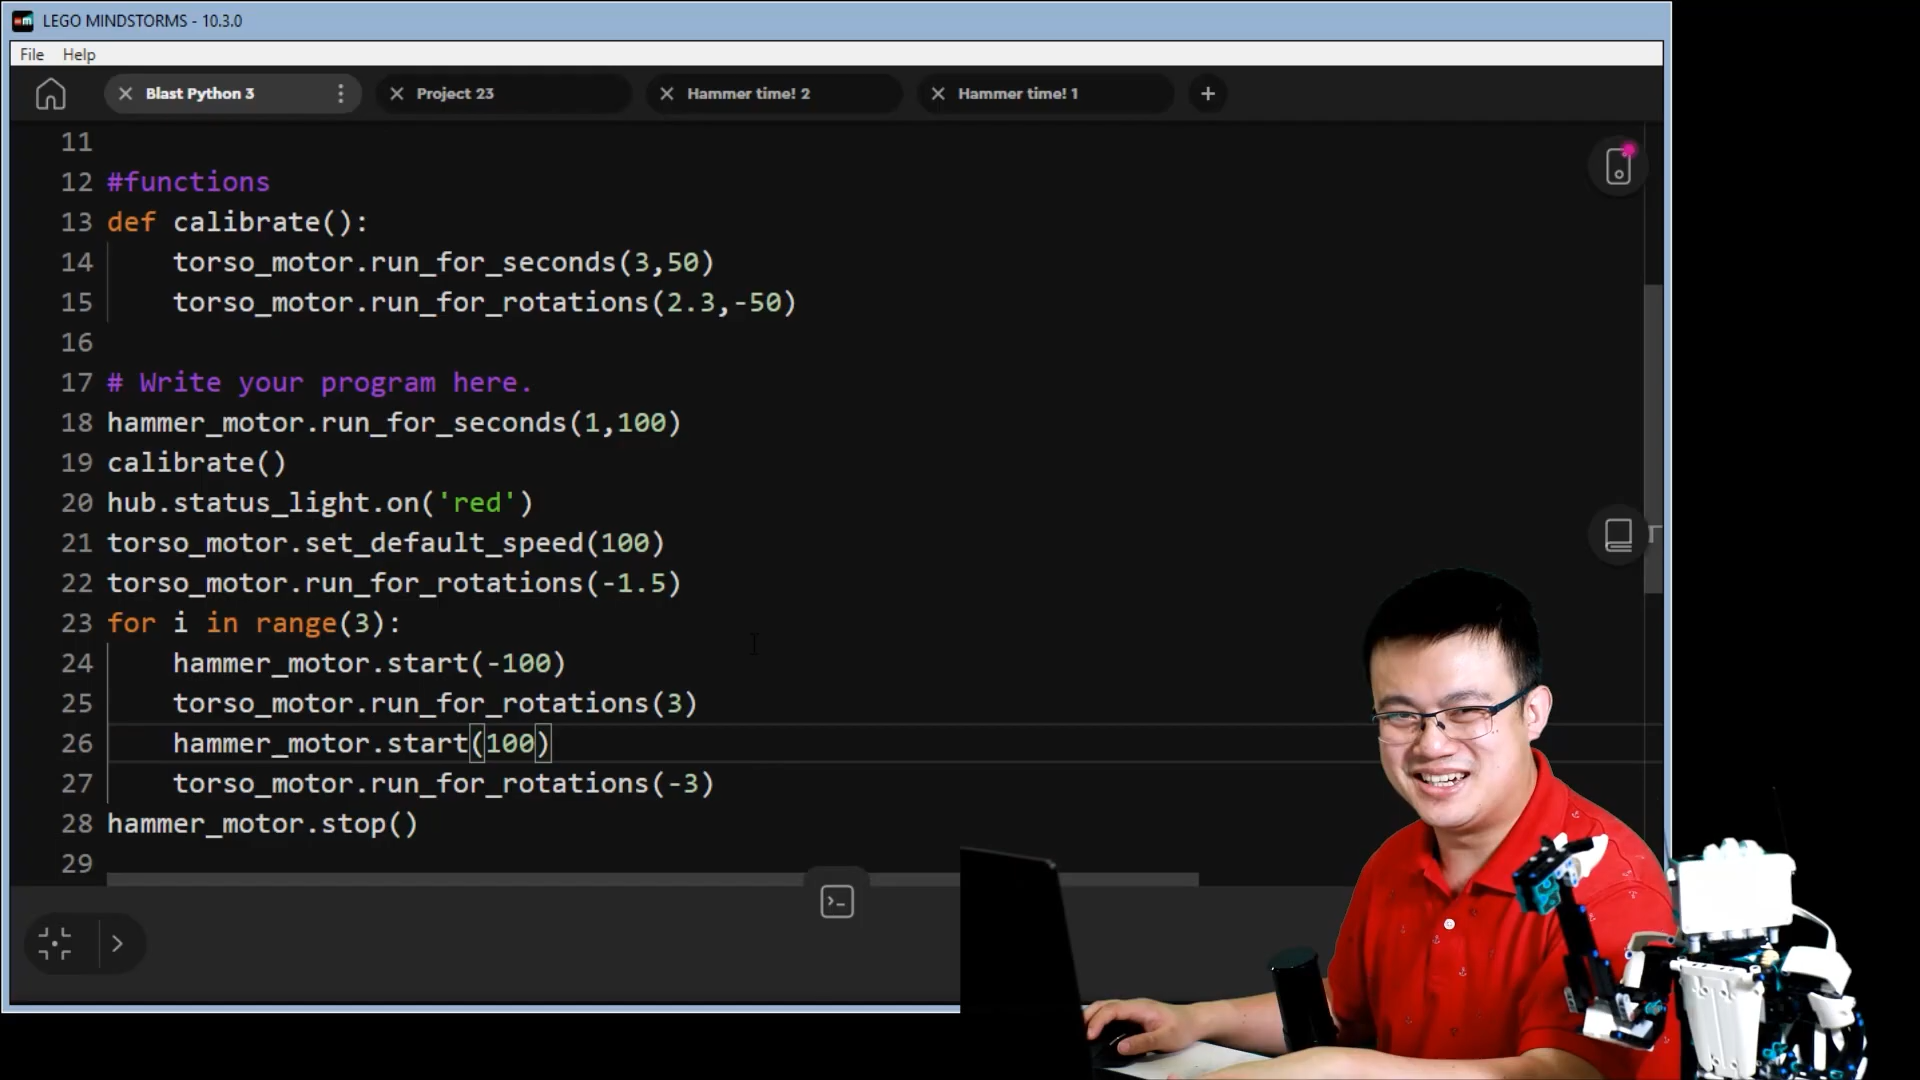 LEGO MINDSTORMS - 10.3.0
File Help
Blast Python 3 Project 23 Hammer time! 2 Hammer time! 1
11
12 #functions
13 def calibrate():
14 torso_motor.run_for_seconds(3,50)
15 torso_motor.run_for_rotations(2.3,-50)
16
17 # Write your program here.
18 hammer_motor.run_for_seconds(1,100)
19 calibrate()
20 hub.status_light.on('red')
21 torso_motor.set_default_speed(100)
22 torso_motor.run_for_rotations(-1.5)
23 for i in range(3):
24 hammer_motor.start(-100)
25 torso_motor.run_for_rotations(3)
26 hammer_motor.start(100)
27 torso_motor.run_for_rotations(-3)
28 hammer_motor.stop()
29